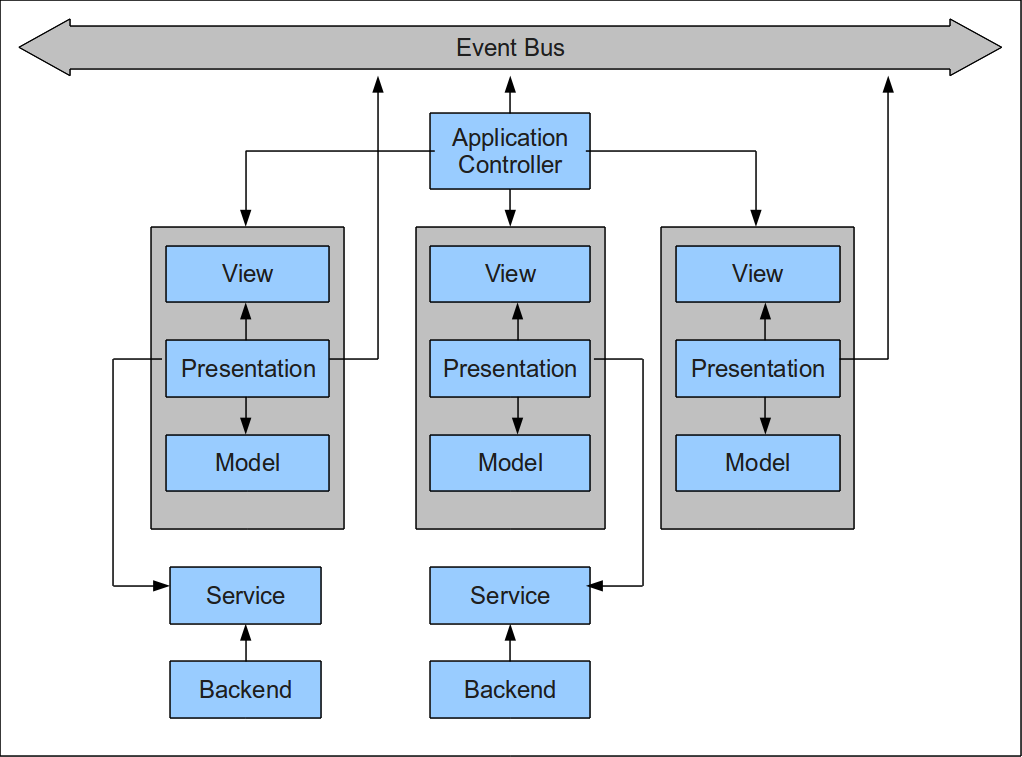 Event Bus
Application
Controller
View
View
View
Presentation
Presentation
Presentation
Model
Model
Model
Service
Service
Backend
Backend